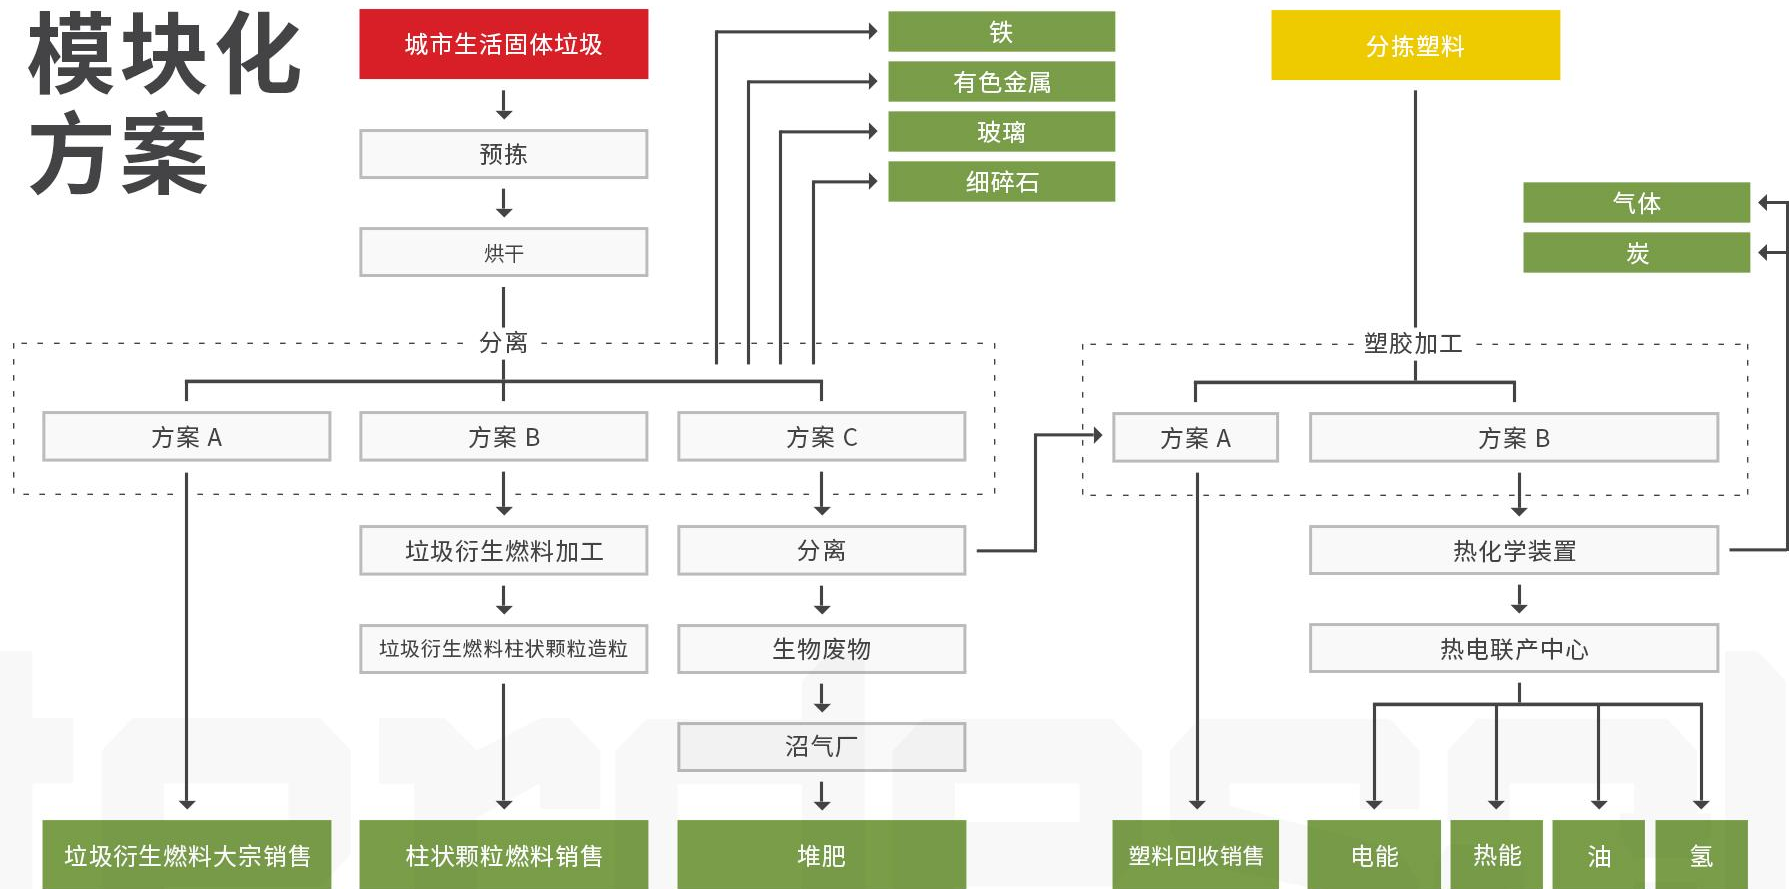 模块化
方案
城市生活固体垃圾
预拣
烘干
铁
有色金属
玻璃
细碎石
分拣塑料
气体
炭
分离
方案 A
方案 B
方案 C
塑胶加工
方案 A
方案 B
垃圾衍生燃料加工
分离
热化学装置
垃圾衍生燃料柱状颗粒造粒
生物废物
热电联产中心
沼气厂
垃圾衍生燃料大宗销售
柱状颗粒燃料销售
堆肥
塑料回收销售
电能
热能
油
氢